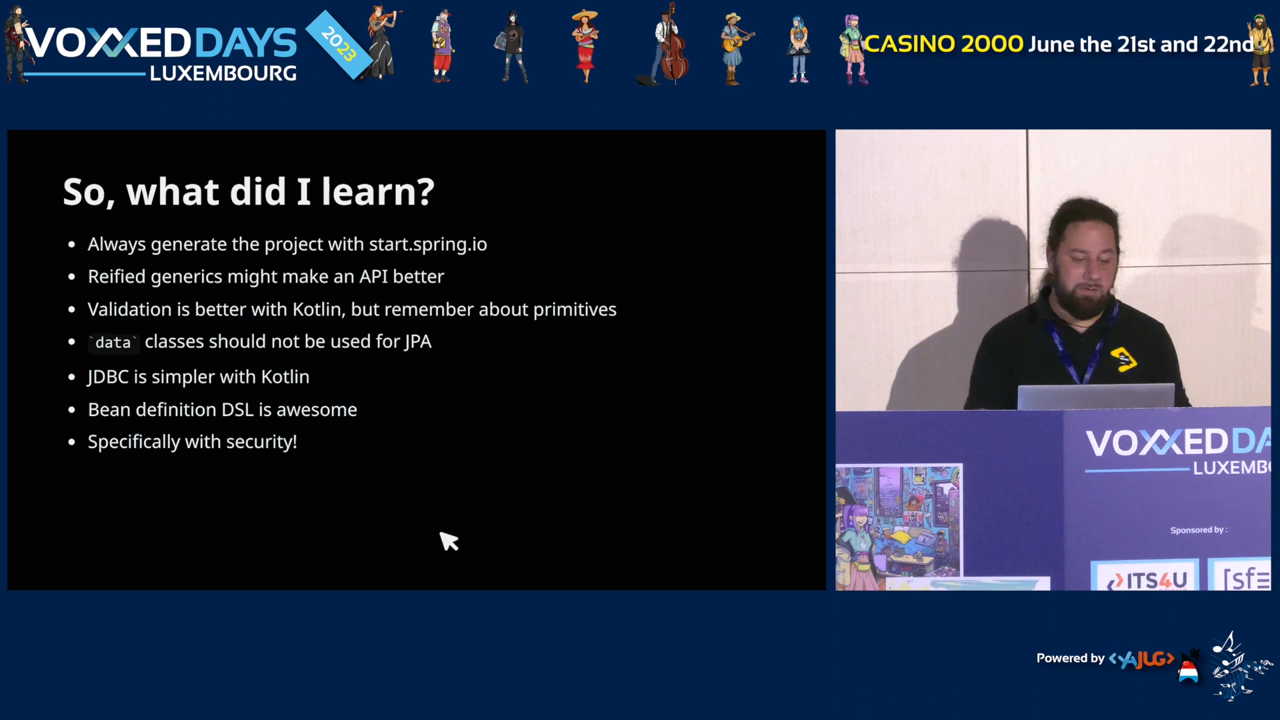 VOXXED DAYS
LUXEMBOURG
2023
CASINO 2000 June the 21st and 22nd
So, what did I learn?
Always generate the project with start.spring.io
Reified generics might make an API better
Validation is better with Kotlin, but remember about primitives
`data` classes should not be used for JPA
JDBC is simpler with Kotlin
Bean definition DSL is awesome
Specifically with security!
VOXXED DA
LUXEMBO
Sponsored by :
ITS4U
[sfe
Powered by <YAJUG>